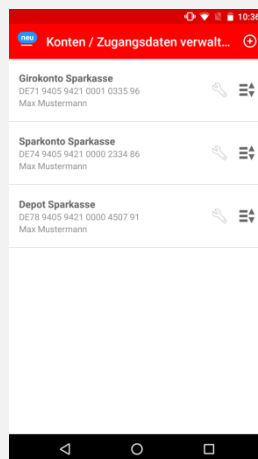 10:36
neu
Konten / Zugangsdaten verwalt...
Girokonto Sparkasse
DE71 9405 9421 0001 0335 96
Max Mustermann
Sparkonto Sparkasse
DE74 9405 9421 0000 2334 86
Max Mustermann
Depot Sparkasse
DE78 9405 9421 0000 4507 91
Max Mustermann